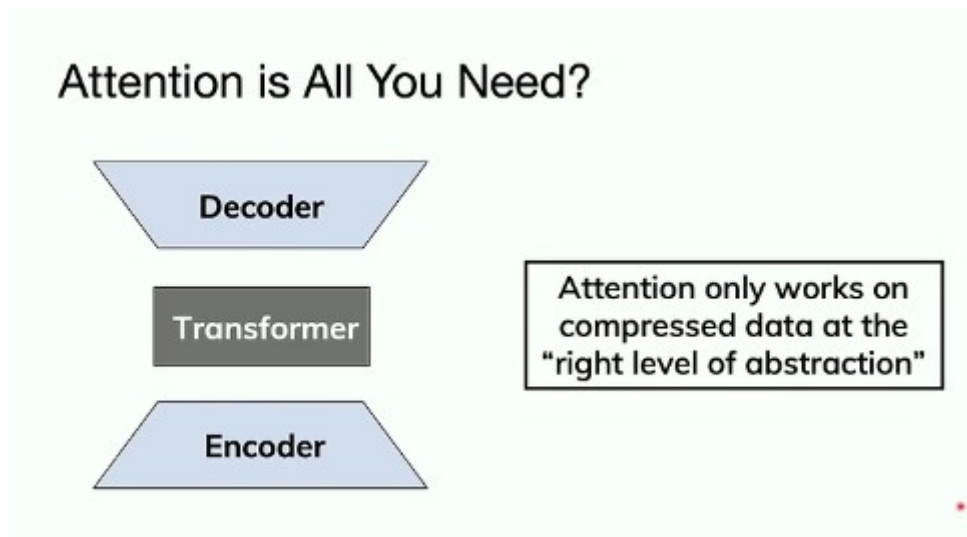 Attention is All You Need?
Decoder
Transformer
Encoder
Attention only works on
compressed data at the
“right level of abstraction”